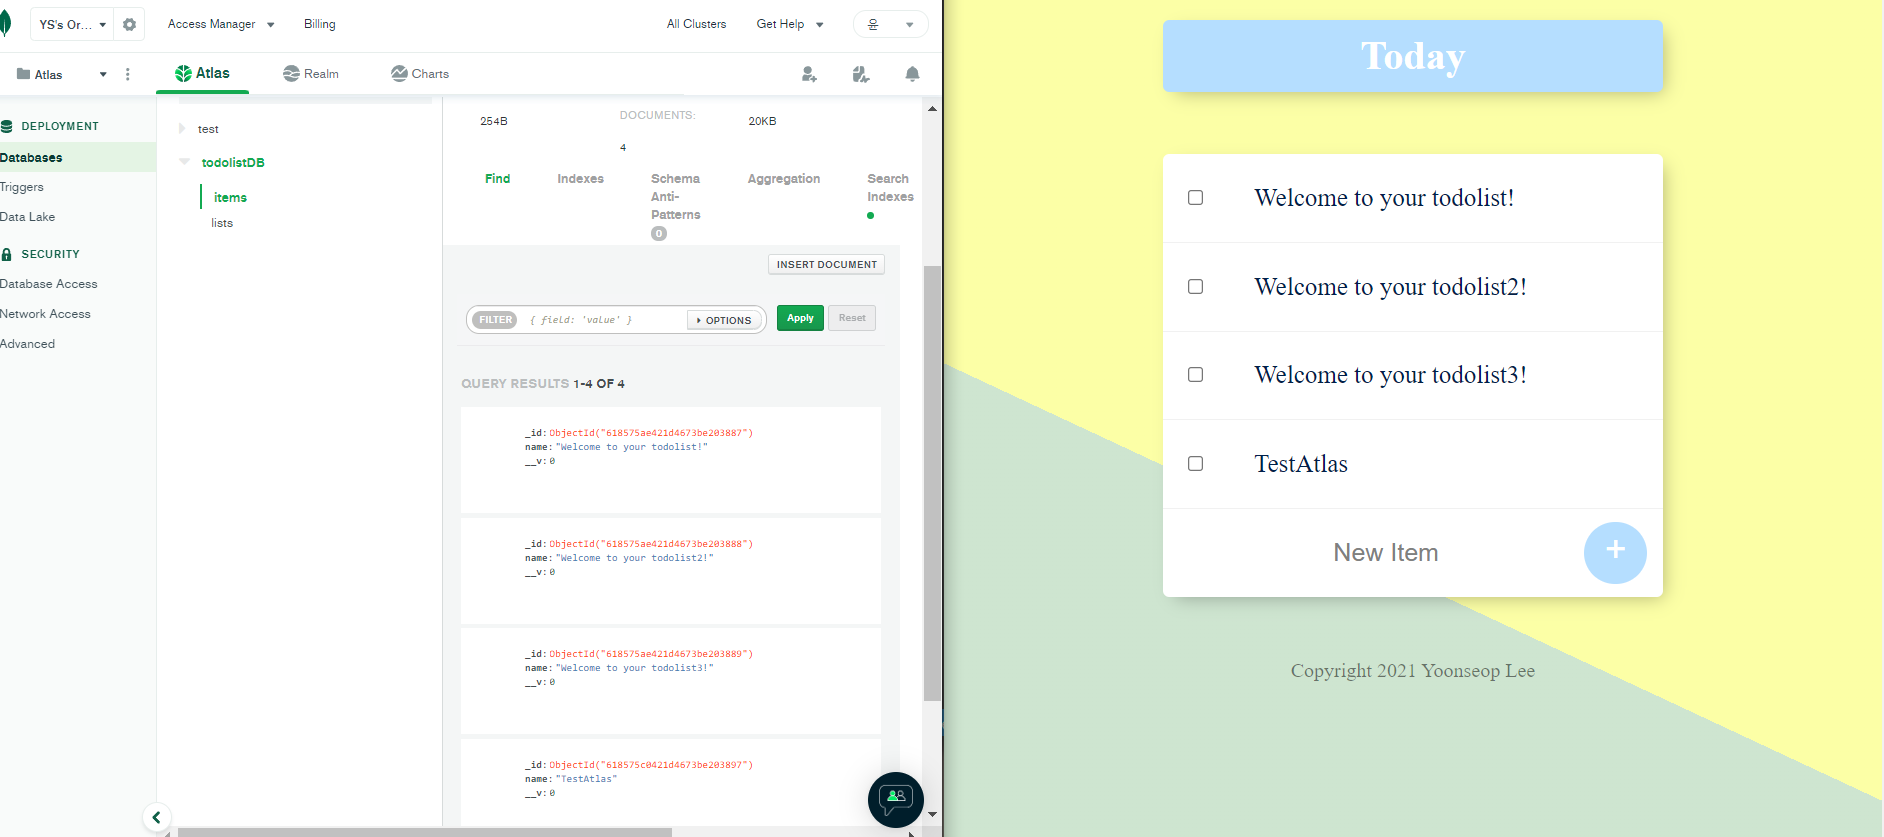 YS's Or...
Access Manager
Billing
All Clusters
Get Help
윤
Atlas
Atlas
Realm
Charts
DEPLOYMENT
Databases
Triggers
Data Lake
SECURITY
Database Access
Network Access
Advanced
test
todolistDB
items
lists
254B
DOCUMENTS:
4
20KB
Find
Indexes
Schema
Anti-
Patterns
0
Aggregation
Search
Indexes
INSERT DOCUMENT
FILTER
{ field: 'value' }
OPTIONS
Apply
Reset
QUERY RESULTS 1-4 OF 4
_id: ObjectId("618575ae421d4673be203887")
name: "Welcome to your todolist!"
__v: 0
_id: ObjectId("618575ae421d4673be203888")
name: "Welcome to your todolist2!"
__v: 0
_id: ObjectId("618575ae421d4673be203889")
name: "Welcome to your todolist3!"
__v: 0
_id: ObjectId("618575c0421d4673be203897")
name: "TestAtlas"
__v: 0
Today
Welcome to your todolist!
Welcome to your todolist2!
Welcome to your todolist3!
TestAtlas
New Item
+
Copyright 2021 Yoonseop Lee